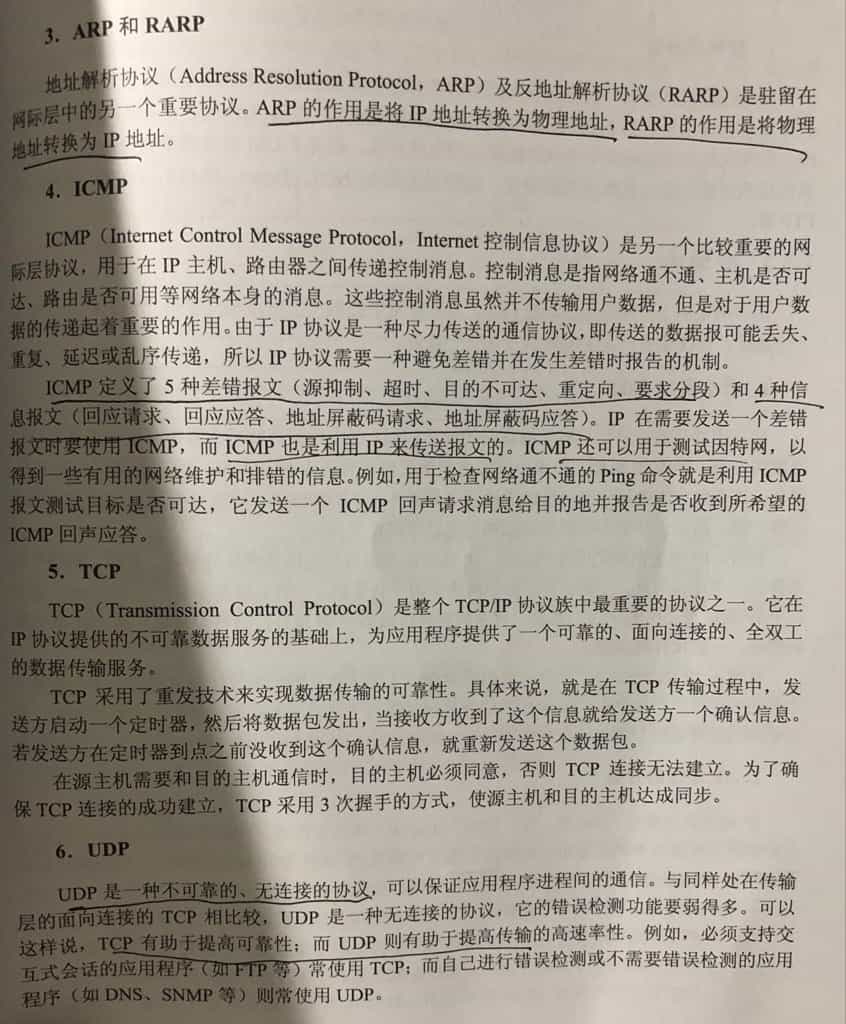 3．ARP 和 RARP
地址解析协议（Address Resolution Protocol，ARP）及反地址解析协议（RARP）是驻留在
网际层中的另一个重要协议。ARP 的作用是将 IP 地址转换为物理地址，RARP 的作用是将物理
地址转换为 IP 地址。
4．ICMP
ICMP（Internet Control Message Protocol，Internet 控制信息协议）是另一个比较重要的网
际层协议，用于在 IP 主机、路由器之间传递控制消息。控制消息是指网络通不通、主机是否可
达、路由是否可用等网络本身的消息。这些控制消息虽然并不传输用户数据，但是对于用户数
据的传递起着重要的作用。由于 IP 协议是一种尽力传送的通信协议，即传送的数据报可能丢失、
重复、延迟或乱序传递，所以 IP 协议需要一种避免差错并在发生差错时报告的机制。
ICMP 定义了 5 种差错报文（源抑制、超时、目的不可达、重定向、要求分段）和 4 种信
息报文（回应请求、回应应答、地址屏蔽码请求、地址屏蔽码应答）。IP 在需要发送一个差错
报文时要使用 ICMP，而 ICMP 也是利用 IP 来传送报文的。ICMP 还可以用于测试因特网，以
得到一些有用的网络维护和排错的信息。例如，用于检查网络通不通的 Ping 命令就是利用 ICMP
报文测试目标是否可达，它发送一个 ICMP 回声请求消息给目的地并报告是否收到所希望的
ICMP 回声应答。
5．TCP
TCP（Transmission Control Protocol）是整个 TCP/IP 协议族中最重要的协议之一。它在
IP 协议提供的不可靠数据服务的基础上，为应用程序提供了一个可靠的、面向连接的、全双工
的数据传输服务。
TCP 采用了重发技术来实现数据传输的可靠性。具体来说，就是在 TCP 传输过程中，发
送方启动一个定时器，然后将数据包发出，当接收方收到了这个信息就给发送方一个确认信息。
若发送方在定时器到点之前没收到这个确认信息，就重新发送这个数据包。
在源主机需要和目的主机通信时，目的主机必须同意，否则 TCP 连接无法建立。为了确
保 TCP 连接的成功建立，TCP 采用 3 次握手的方式，使源主机和目的主机达成同步。
6．UDP
UDP 是一种不可靠的、无连接的协议，可以保证应用程序进程间的通信。与同样处在传输
层的面向连接的 TCP 相比较，UDP 是一种无连接的协议，它的错误检测功能要弱得多。可以
这样说，TCP 有助于提高可靠性；而 UDP 则有助于提高传输的高速率性。例如，必须支持交
互式会话的应用程序（如 FTP 等）常使用 TCP；而自己进行错误检测或不需要错误检测的应用
程序（如 DNS、SNMP 等）则常使用 UDP。